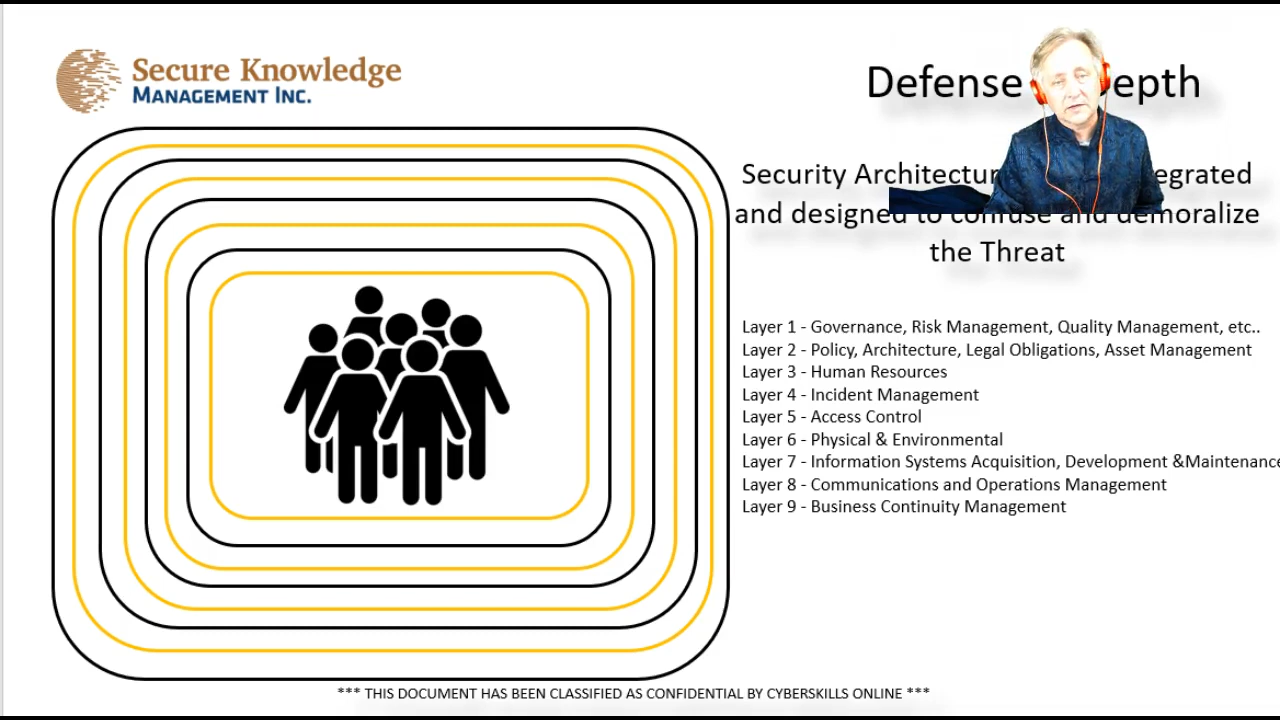 Secure Knowledge
MANAGEMENT INC.
Defense epth
Security egrated
and designed to confuse and demoralize
the Threat
Layer 1 - Governance, Risk Management, Quality Management, etc..
Layer 2 - Policy, Architecture, Legal Obligations, Asset Management
Layer 3 - Human Resources
Layer 4 - Incident Management
Layer 5 - Access Control
Layer 6 - Physical & Environmental
Layer 7 - Information Systems Acquisition, Development &Maintenance
Layer 8 - Communications and Operations Management
Layer 9 - Business Continuity Management
*** THIS DOCUMENT HAS BEEN CLASSIFIED AS CONFIDENTIAL BY CYBERSKILLS ONLINE ***